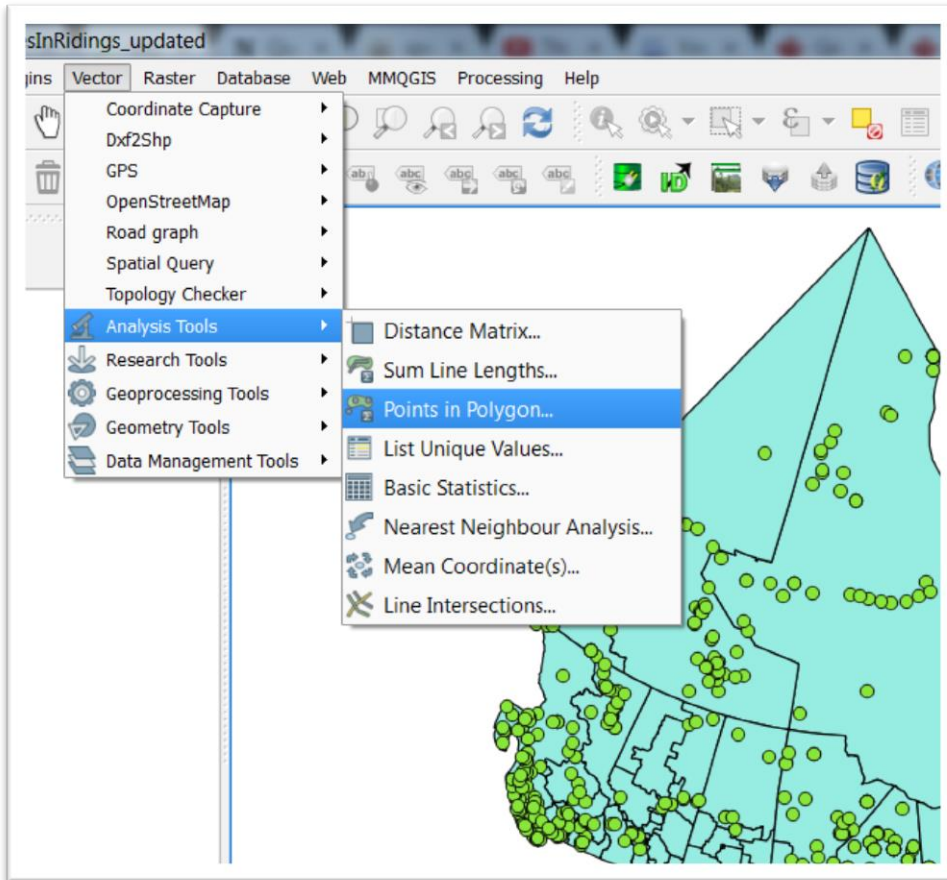 sInRidings_updated
gins Vector Raster Database Web MMQGIS Processing Help
Coordinate Capture
Dxf2Shp
GPS
OpenStreetMap
Road graph
Spatial Query
Topology Checker
Analysis Tools
Research Tools
Geoprocessing Tools
Geometry Tools
Data Management Tools
Distance Matrix...
Sum Line Lengths...
Points in Polygon...
List Unique Values...
Basic Statistics...
Nearest Neighbour Analysis...
Mean Coordinate(s)...
Line Intersections...